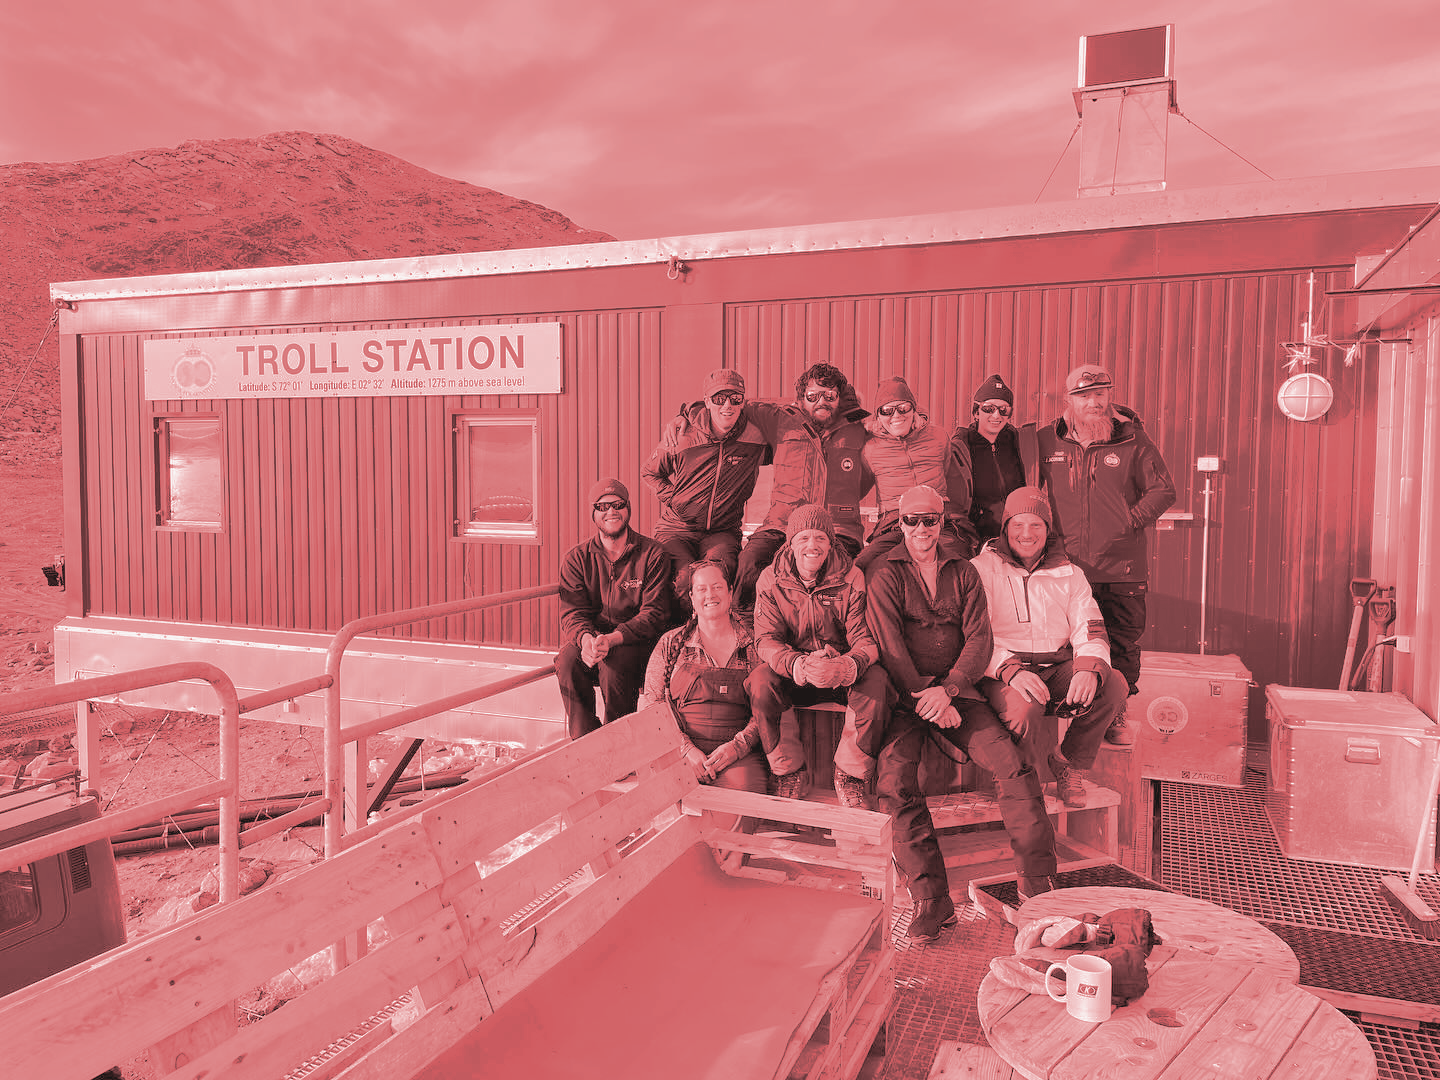 TROLL STATION
Latitude: S 72° 01' Longitude: E 02° 32' Altitude: 1275 m above sea level
ZARGES